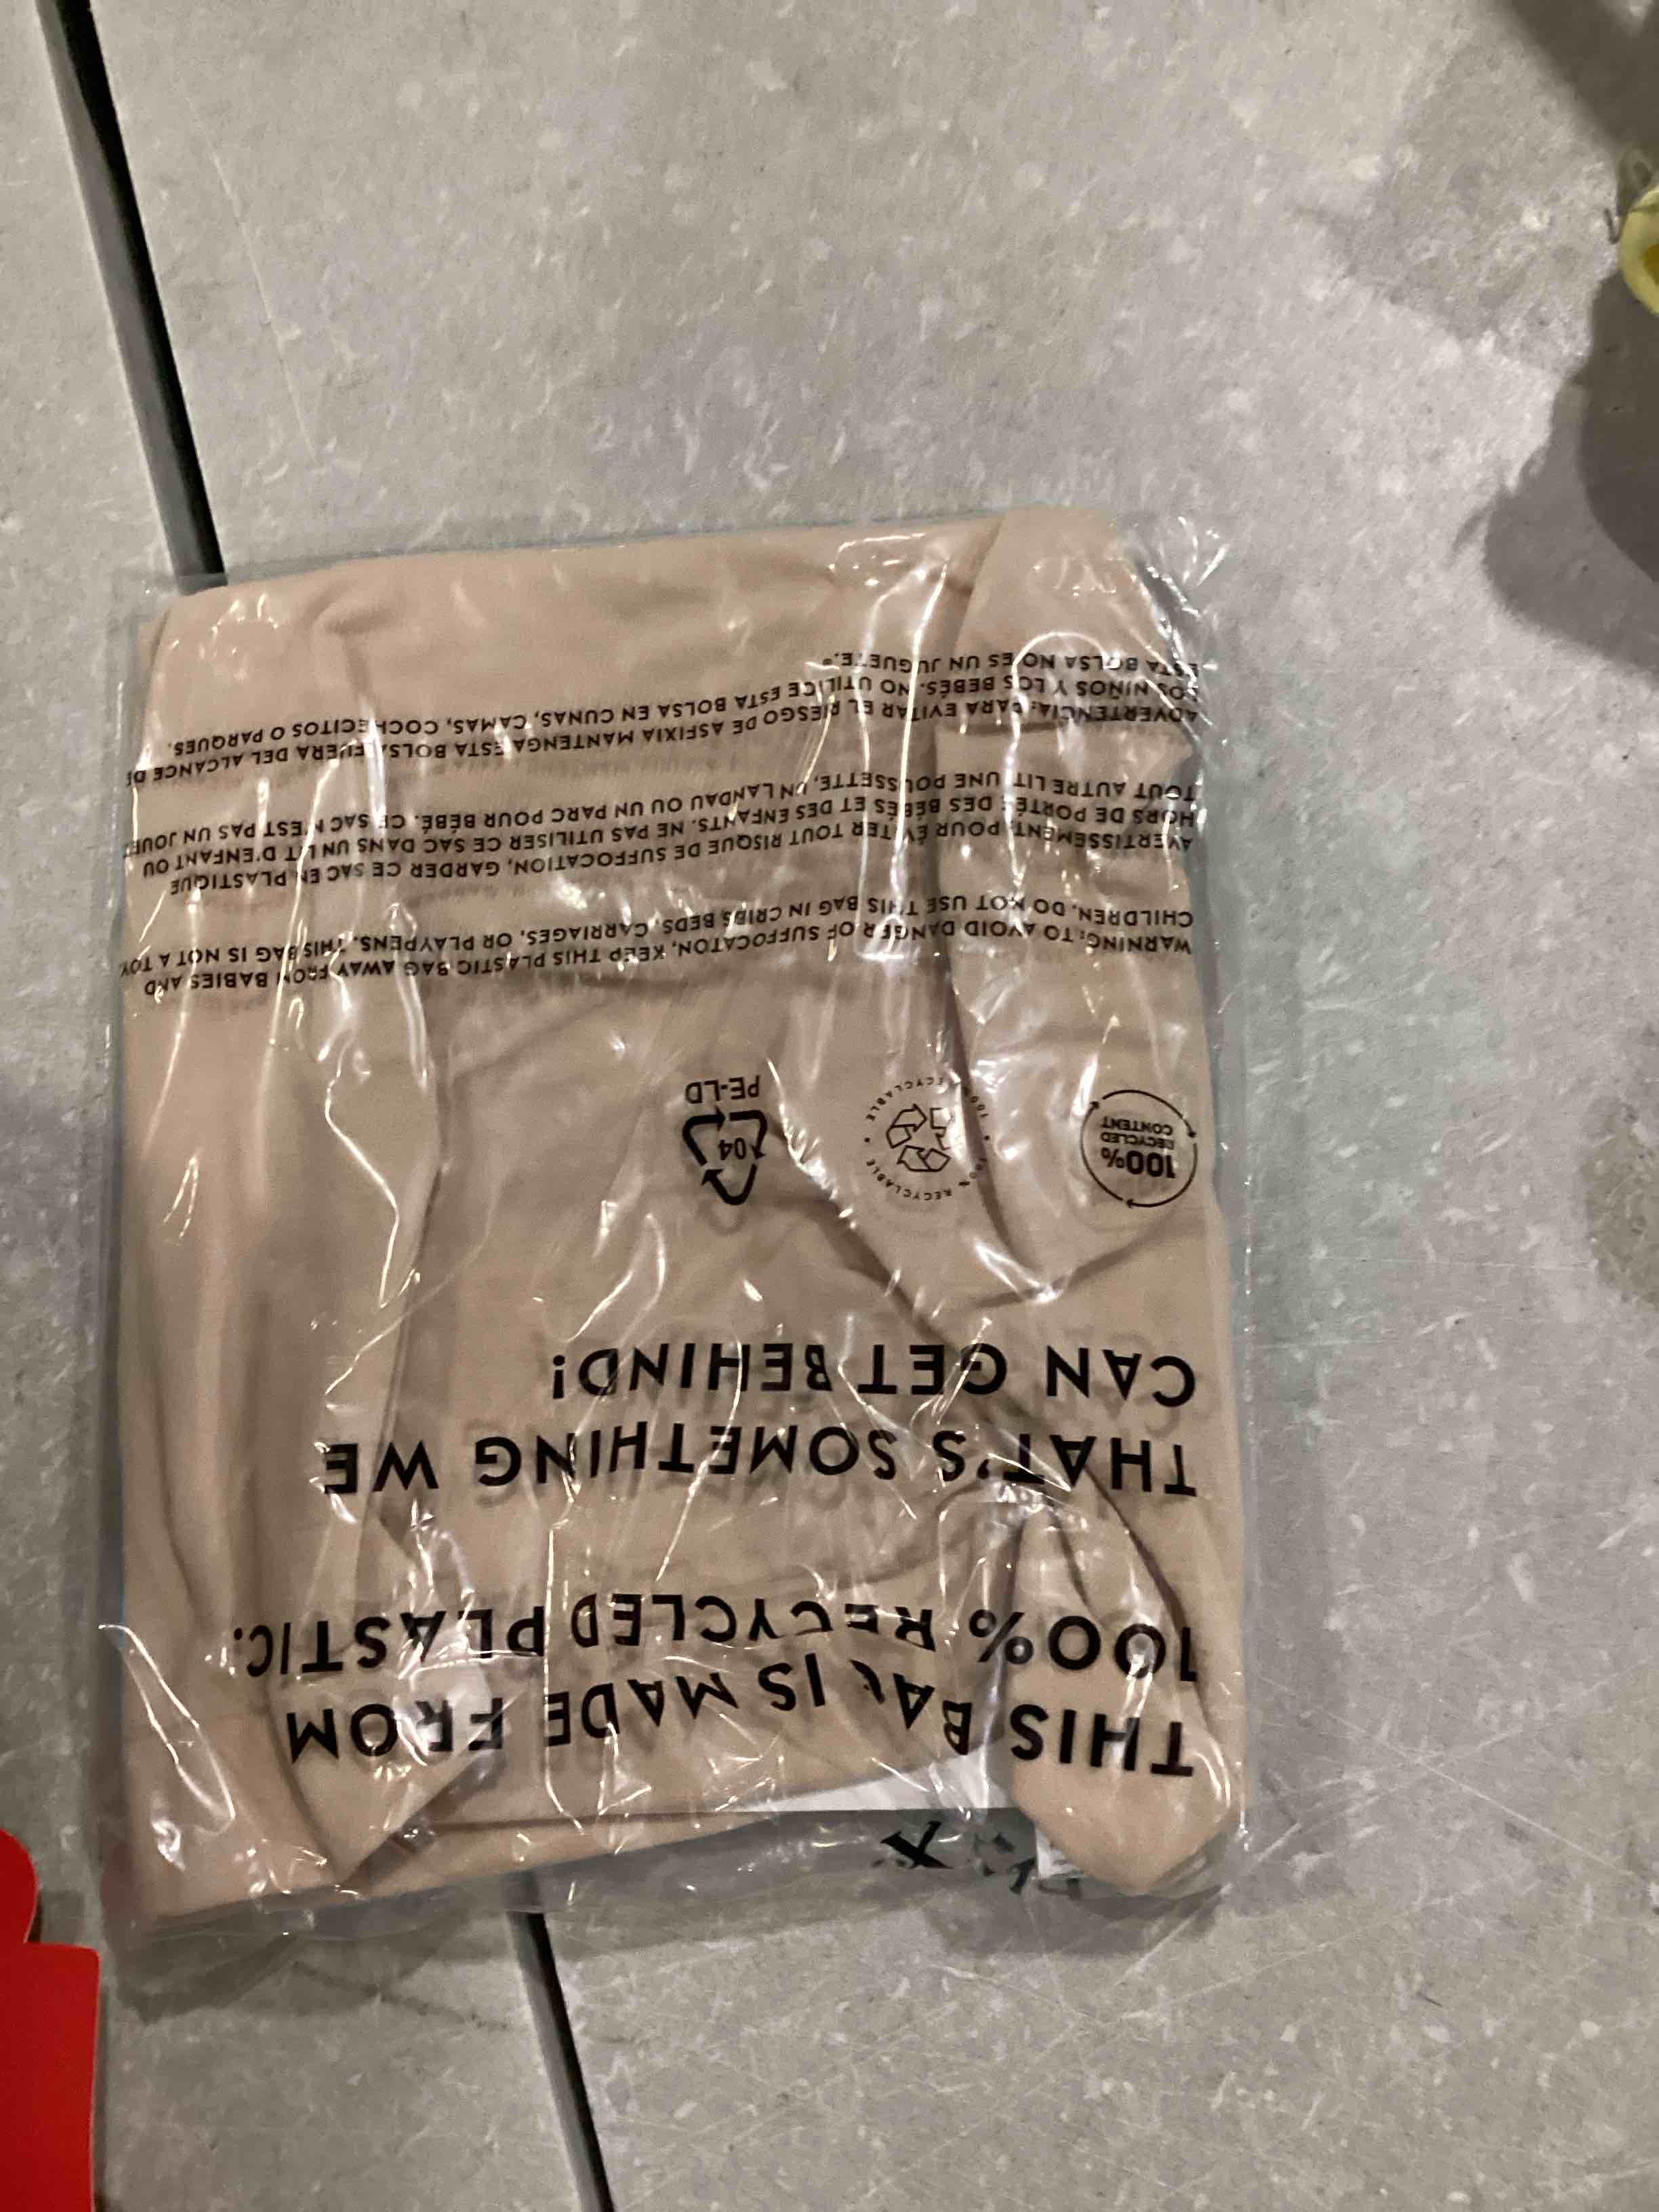 THIS BAG IS MADE FROM
100% RECYCLED PLASTIC.
THAT'S SOMETHING WE
CAN GET BEHIND!
100%
RECYCLED
CONTENT
100% RECYCLABLE • 100% RECYCLABLE •
04
PE-LD
WARNING: TO AVOID DANGER OF SUFFOCATON, KEEP THIS PLASTIC BAG AWAY FROM BABIES AND
CHILDREN. DO NOT USE THIS BAG IN CRIBS BEDS, CARRIAGES, OR PLAYPENS. THIS BAG IS NOT A TOY
AVERTISSEMENT: POUR ÉVITER TOUT RISQUE DE SUFFOCATION, GARDER CE SAC EN PLASTIQUE
HORS DE PORTÉE DES BÉBÉS ET DES ENFANTS. NE PAS UTILISER CE SAC DANS UN LIT D'ENFANT OU
TOUT AUTRE LIT, UNE POUSSETTE, UN LANDAU OU UN PARC POUR BÉBÉ. CE SAC N'EST PAS UN JOUET
ADVERTENCIA: PARA EVITAR EL RIESGO DE ASFIXIA MANTENGA ESTA BOLSA FUERA DEL ALCANCE DE
LOS NIÑOS Y LOS BEBÉS. NO UTILICE ESTA BOLSA EN CUNAS, CAMAS, COCHECITOS O PARQUES.
ESTA BOLSA NO ES UN JUGUETE.